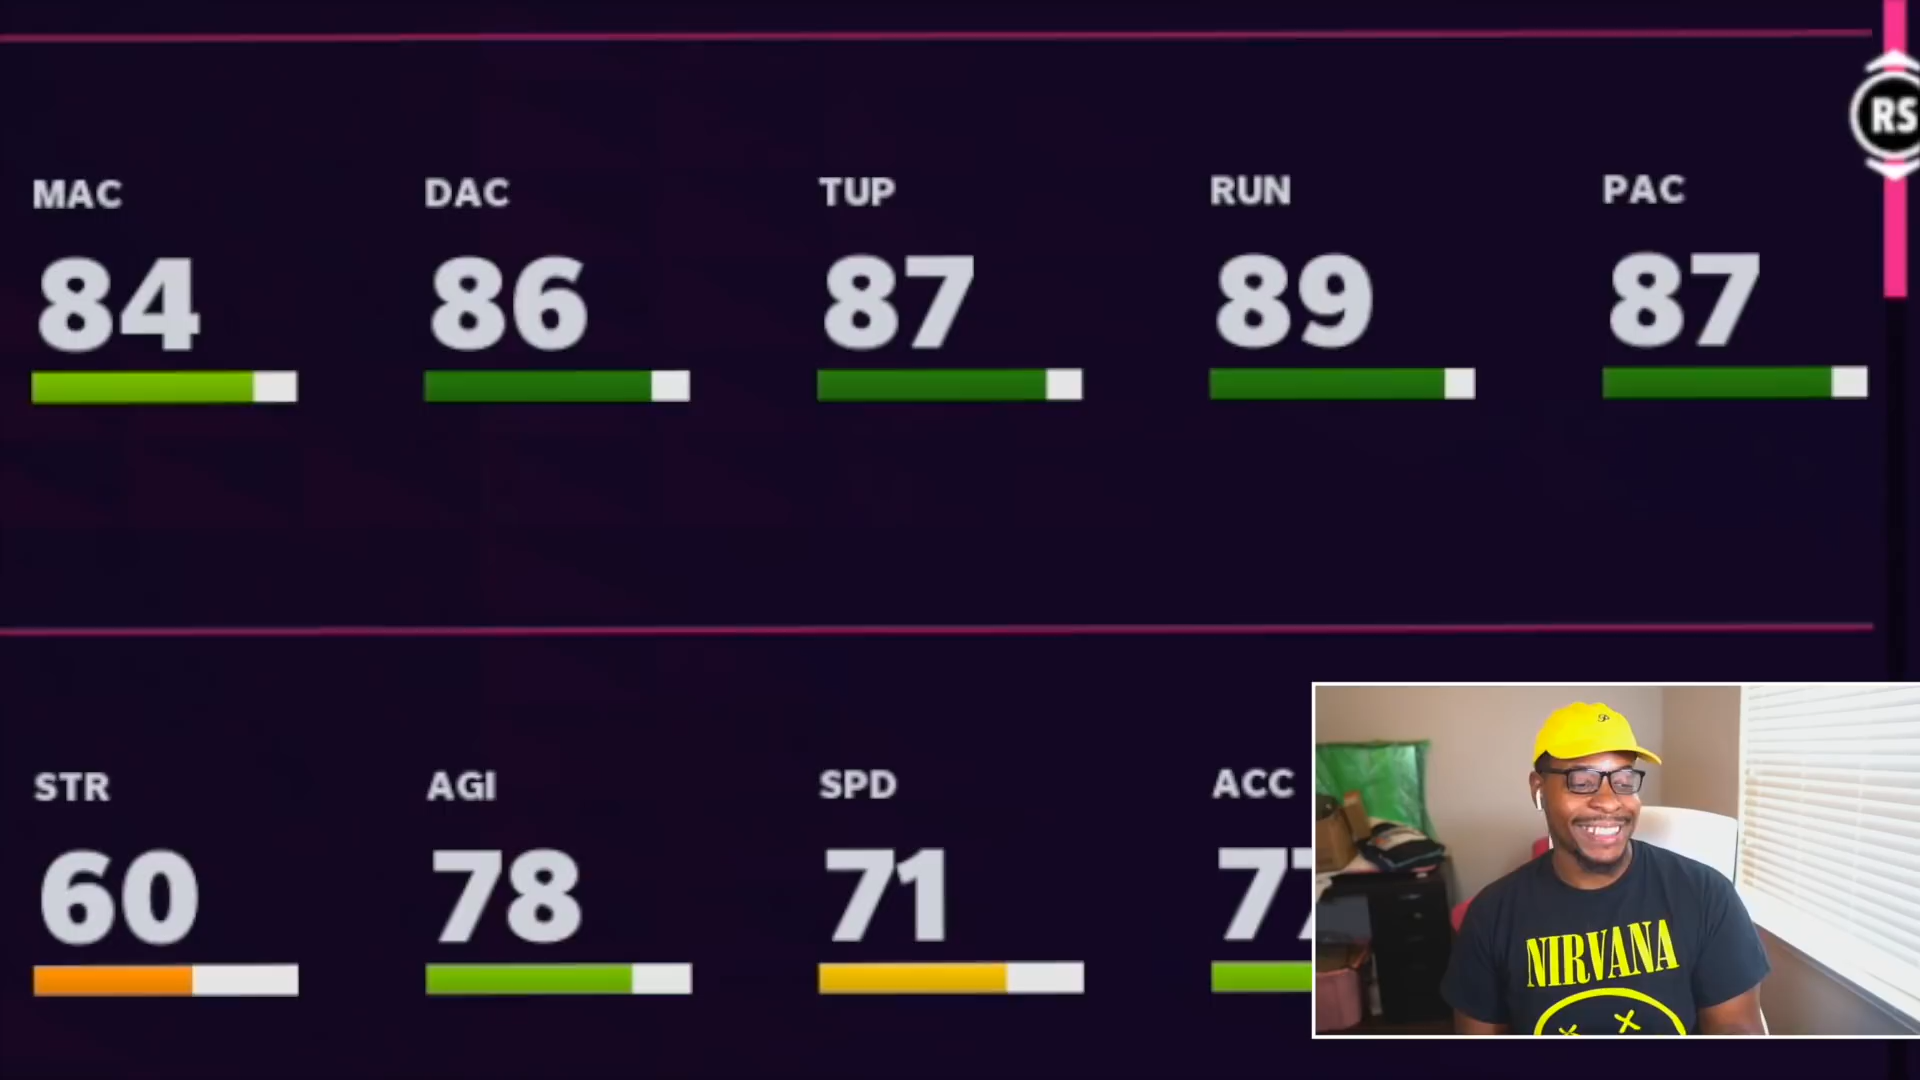 RS
MAC DAC TUP RUN PAC
84 86 87 89 87
STR AGI SPD ACC
60 78 71 77
NIRVANA